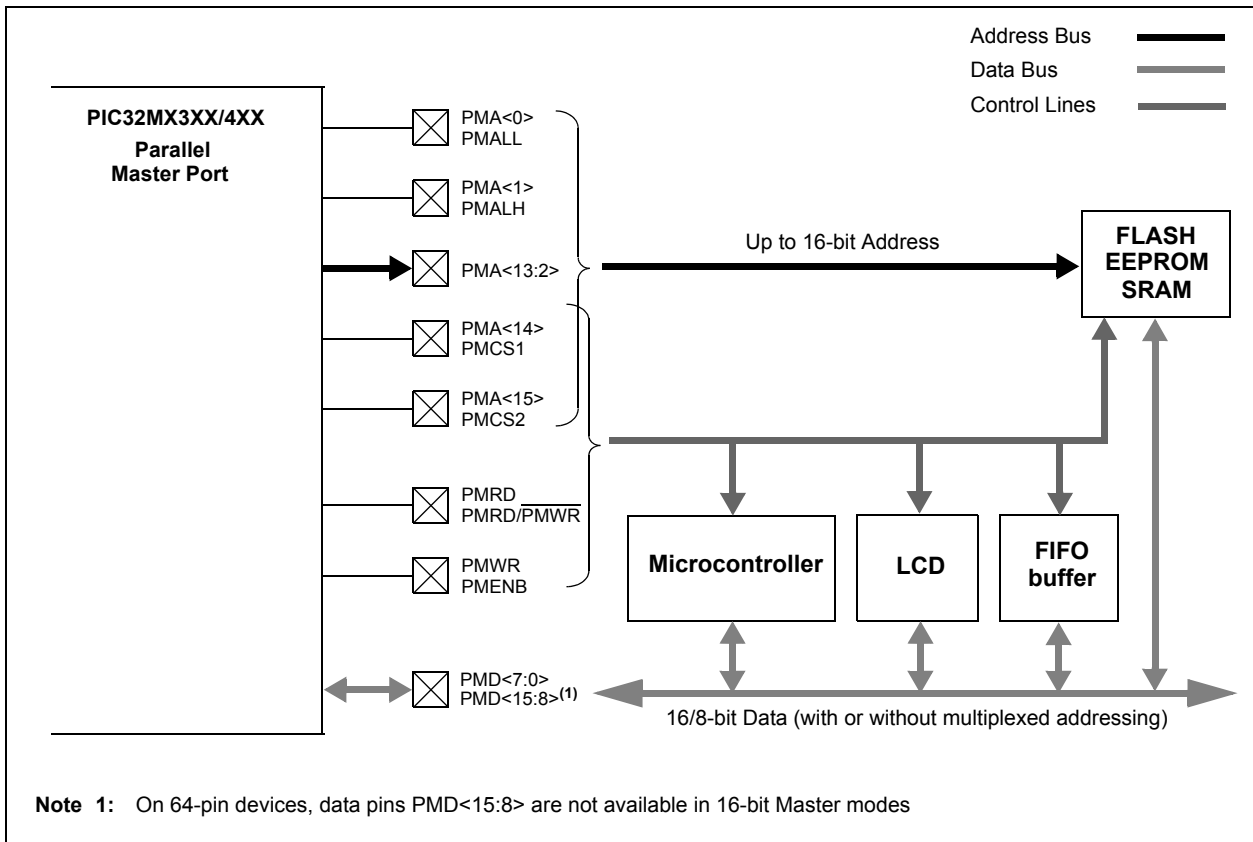 Address Bus
Data Bus
Control Lines
PIC32MX3XX/4XX
Parallel
Master Port
PMA<0>
PMALL
PMA<1>
PMALH
PMA<13:2>
PMA<14>
PMCS1
PMA<15>
PMCS2
PMRD
PMRD/PMWR
PMWR
PMENB
PMD<7:0>
PMD<15:8>(1)
Up to 16-bit Address
FLASH
EEPROM
SRAM
Microcontroller
LCD
FIFO
buffer
16/8-bit Data (with or without multiplexed addressing)
Note 1: On 64-pin devices, data pins PMD<15:8> are not available in 16-bit Master modes